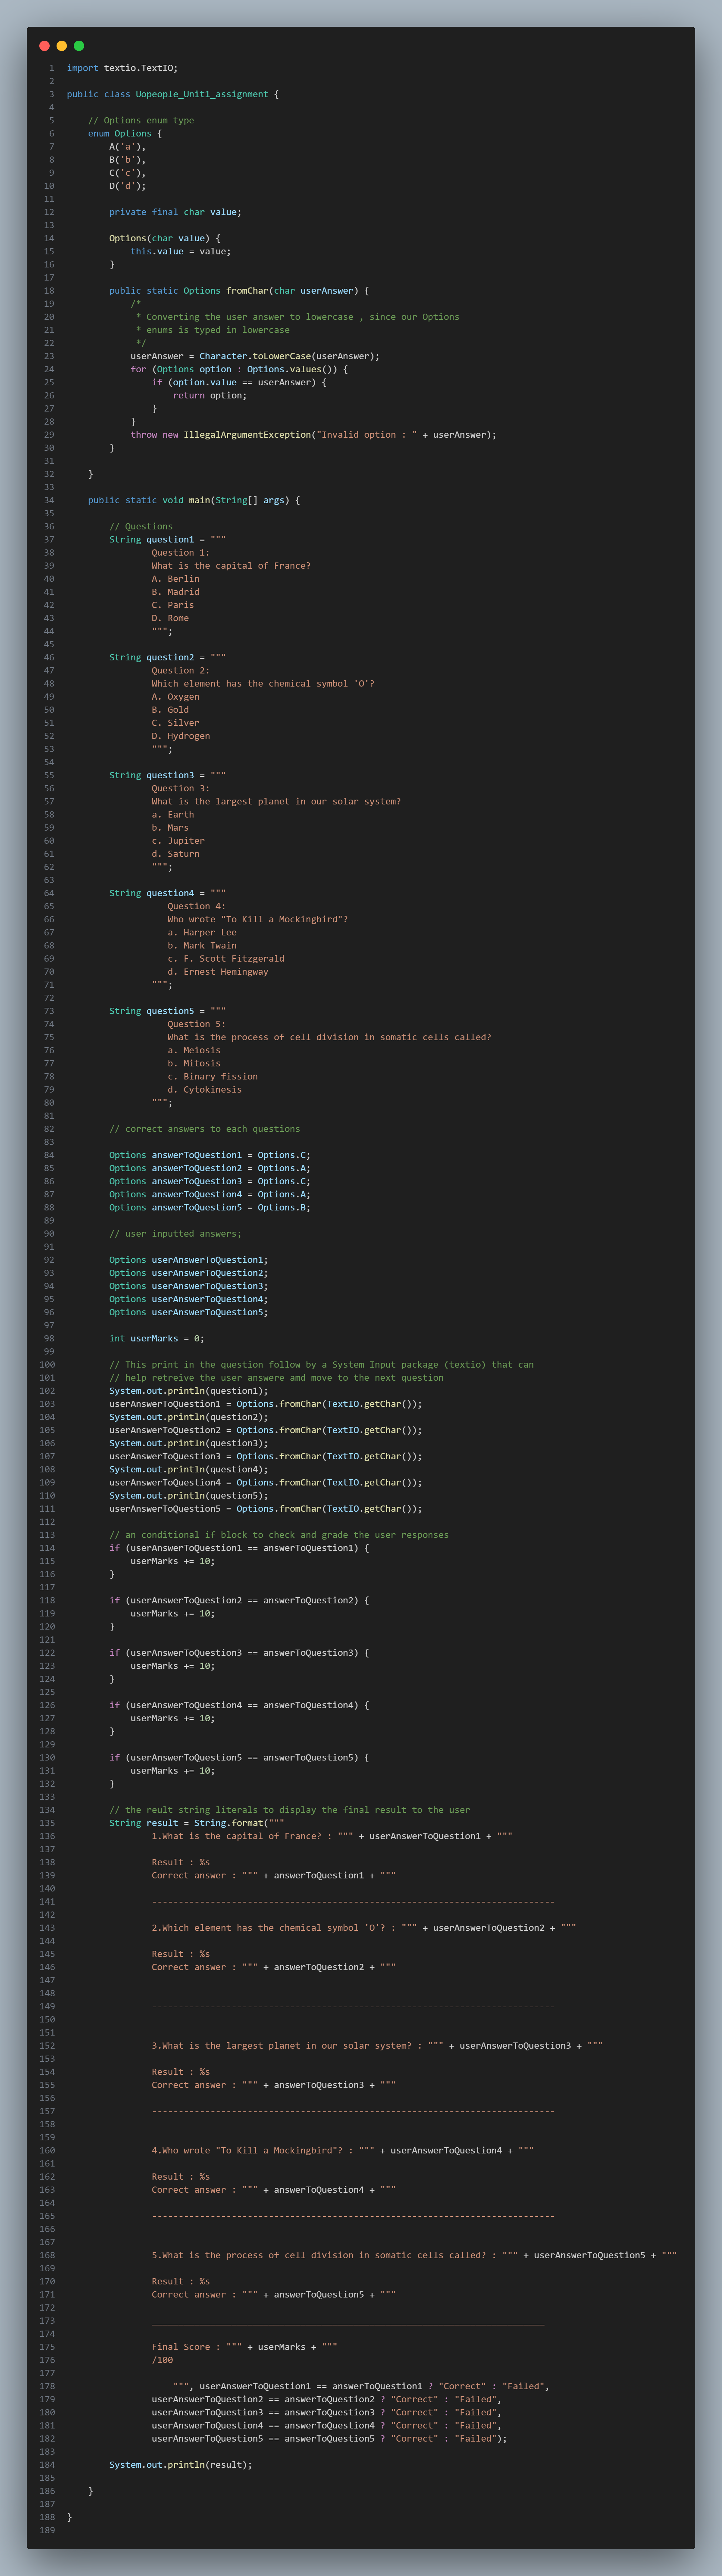 1 import textio.TextIO;
2
3 public class Uopeople_Unit1_assignment {
4
5     // Options enum type
6     enum Options {
7         A('a'),
8         B('b'),
9         C('c'),
10         D('d');
11
12         private final char value;
13
14         Options(char value) {
15             this.value = value;
16         }
17
18         public static Options fromChar(char userAnswer) {
19             /*
20              * Converting the user answer to lowercase , since our Options
21              * enums is typed in lowercase
22              */
23             userAnswer = Character.toLowerCase(userAnswer);
24             for (Options option : Options.values()) {
25                 if (option.value == userAnswer) {
26                     return option;
27                 }
28             }
29             throw new IllegalArgumentException("Invalid option : " + userAnswer);
30         }
31
32     }
33
34     public static void main(String[] args) {
35
36         // Questions
37         String question1 = """
38                 Question 1:
39                 What is the capital of France?
40                 A. Berlin
41                 B. Madrid
42                 C. Paris
43                 D. Rome
44                 """;
45
46         String question2 = """
47                 Question 2:
48                 Which element has the chemical symbol 'O'?
49                 A. Oxygen
50                 B. Gold
51                 C. Silver
52                 D. Hydrogen
53                 """;
54
55         String question3 = """
56                 Question 3:
57                 What is the largest planet in our solar system?
58                 a. Earth
59                 b. Mars
60                 c. Jupiter
61                 d. Saturn
62                 """;
63
64         String question4 = """
65                    Question 4:
66                    Who wrote "To Kill a Mockingbird"?
67                    a. Harper Lee
68                    b. Mark Twain
69                    c. F. Scott Fitzgerald
70                    d. Ernest Hemingway
71                 """;
72
73         String question5 = """
74                    Question 5:
75                    What is the process of cell division in somatic cells called?
76                    a. Meiosis
77                    b. Mitosis
78                    c. Binary fission
79                    d. Cytokinesis
80                 """;
81
82         // correct answers to each questions
83
84         Options answerToQuestion1 = Options.C;
85         Options answerToQuestion2 = Options.A;
86         Options answerToQuestion3 = Options.C;
87         Options answerToQuestion4 = Options.A;
88         Options answerToQuestion5 = Options.B;
89
90         // user inputted answers;
91
92         Options userAnswerToQuestion1;
93         Options userAnswerToQuestion2;
94         Options userAnswerToQuestion3;
95         Options userAnswerToQuestion4;
96         Options userAnswerToQuestion5;
97
98         int userMarks = 0;
99
100         // This print in the question follow by a System Input package (textio) that can
101         // help retreive the user answere amd move to the next question
102         System.out.println(question1);
103         userAnswerToQuestion1 = Options.fromChar(TextIO.getChar());
104         System.out.println(question2);
105         userAnswerToQuestion2 = Options.fromChar(TextIO.getChar());
106         System.out.println(question3);
107         userAnswerToQuestion3 = Options.fromChar(TextIO.getChar());
108         System.out.println(question4);
109         userAnswerToQuestion4 = Options.fromChar(TextIO.getChar());
110         System.out.println(question5);
111         userAnswerToQuestion5 = Options.fromChar(TextIO.getChar());
112
113         // an conditional if block to check and grade the user responses
114         if (userAnswerToQuestion1 == answerToQuestion1) {
115             userMarks += 10;
116         }
117
118         if (userAnswerToQuestion2 == answerToQuestion2) {
119             userMarks += 10;
120         }
121
122         if (userAnswerToQuestion3 == answerToQuestion3) {
123             userMarks += 10;
124         }
125
126         if (userAnswerToQuestion4 == answerToQuestion4) {
127             userMarks += 10;
128         }
129
130         if (userAnswerToQuestion5 == answerToQuestion5) {
131             userMarks += 10;
132         }
133
134         // the reult string literals to display the final result to the user
135         String result = String.format("""
136                 1.What is the capital of France? : """ + userAnswerToQuestion1 + """
137
138                 Result : %s
139                 Correct answer : """ + answerToQuestion1 + """
140
141                 ----------------------------------------------------------------------------
142
143                 2.Which element has the chemical symbol 'O'? : """ + userAnswerToQuestion2 + """
144
145                 Result : %s
146                 Correct answer : """ + answerToQuestion2 + """
147
148
149                 ----------------------------------------------------------------------------
150
151
152                 3.What is the largest planet in our solar system? : """ + userAnswerToQuestion3 + """
153
154                 Result : %s
155                 Correct answer : """ + answerToQuestion3 + """
156
157                 ----------------------------------------------------------------------------
158
159
160                 4.Who wrote "To Kill a Mockingbird"? : """ + userAnswerToQuestion4 + """
161
162                 Result : %s
163                 Correct answer : """ + answerToQuestion4 + """
164
165                 ----------------------------------------------------------------------------
166
167
168                 5.What is the process of cell division in somatic cells called? : """ + userAnswerToQuestion5 + """
169
170                 Result : %s
171                 Correct answer : """ + answerToQuestion5 + """
172
173                 __________________________________________________________________________
174
175                 Final Score : """ + userMarks + """
176                 /100
177
178                     """, userAnswerToQuestion1 == answerToQuestion1 ? "Correct" : "Failed",
179                 userAnswerToQuestion2 == answerToQuestion2 ? "Correct" : "Failed",
180                 userAnswerToQuestion3 == answerToQuestion3 ? "Correct" : "Failed",
181                 userAnswerToQuestion4 == answerToQuestion4 ? "Correct" : "Failed",
182                 userAnswerToQuestion5 == answerToQuestion5 ? "Correct" : "Failed");
183
184         System.out.println(result);
185
186     }
187
188 }
189